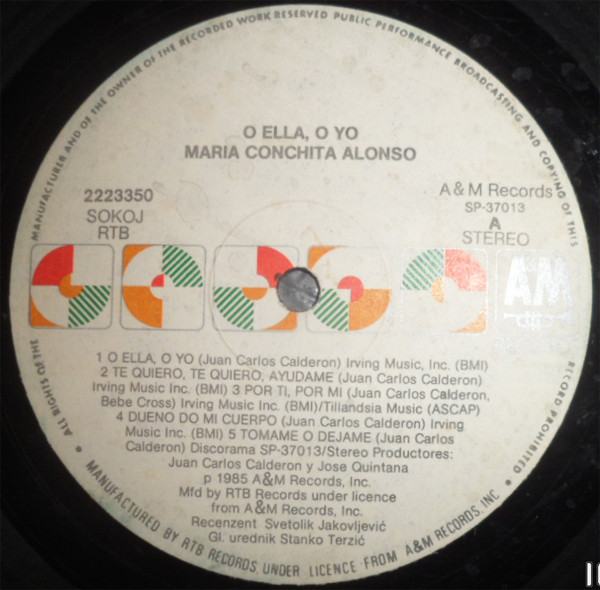 ALL RIGHTS OF THE MANUFACTURER AND OF THE OWNER OF THE RECORDED WORK RESERVED PUBLIC PERFORMANCE BROADCASTING AND COPYING OF THIS RECORD PROHIBITED
O ELLA, O YO
MARIA CONCHITA ALONSO
2223350
SOKOJ
RTB
A & M Records
SP-37013
A
STEREO
A&M
1 O ELLA, O YO (Juan Carlos Calderon) Irving Music, Inc. (BMI)
2 TE QUIERO, TE QUIERO, AYUDAME (Juan Carlos Calderon)
Irving Music Inc. (BMI) 3 POR TI, POR MI (Juan Carlos Calderon,
Bebe Cross) Irving Music Inc. (BMI)/Tillandsia Music (ASCAP)
4 DUENO DO MI CUERPO (Juan Carlos Calderon) Irving
Music Inc. (BMI) 5 TOMAME O DEJAME (Juan Carlos
Calderon) Discorama SP-37013/Stereo Productores:
Juan Carlos Calderon y Jose Quintana
p 1985 A&M Records, Inc.
Mfd by RTB Records under licence
from A&M Records, Inc.
Recenzent Svetolik Jakovljević
Gl. urednik Stanko Terzić
MANUFACTURED BY RTB RECORDS, UNDER LICENCE FROM A&M RECORDS, INC